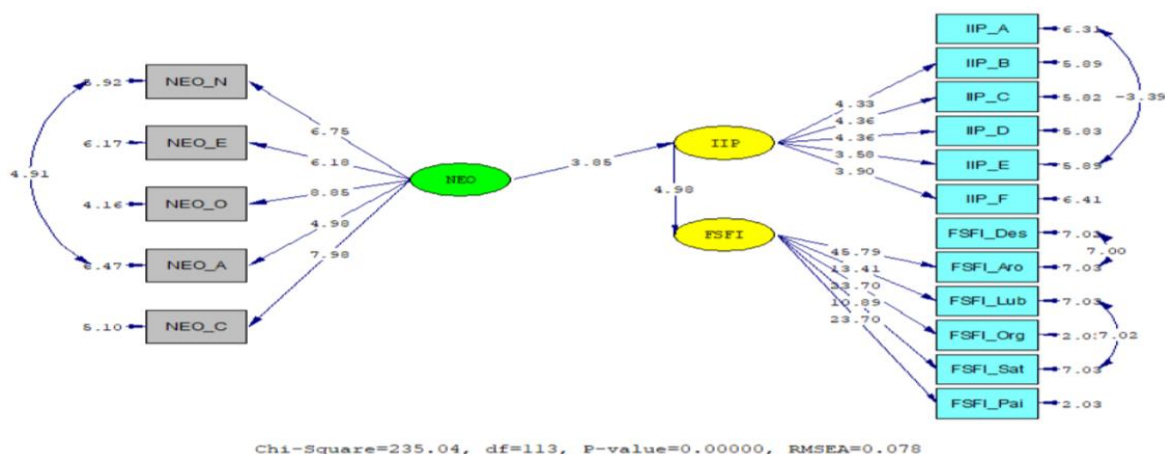 IIP_A 6.31
5.92 NEO_N IIP_B 5.89
4.33
6.75 IIP_C 5.82 -3.39
4.36
NEO_E IIP IIP_D 5.83
6.17 6.18 3.85 4.36
4.91 3.58 IIP_E 5.89
NEO 3.90
4.16 NEO_O 8.85 4.98 IIP_F 6.41
4.98 FSFI FSFI_Des 7.03
7.00
6.47 NEO_A 7.98 45.79 FSFI_Aro 7.03
13.41
23.70 FSFI_Lub 7.03
10.89
5.10 NEO_C 23.70 FSFI_Org 7.02
FSFI_Sat 7.03
FSFI_Pai 2.03
Chi-Square=235.04, df=113, P-value=0.00000, RMSEA=0.078